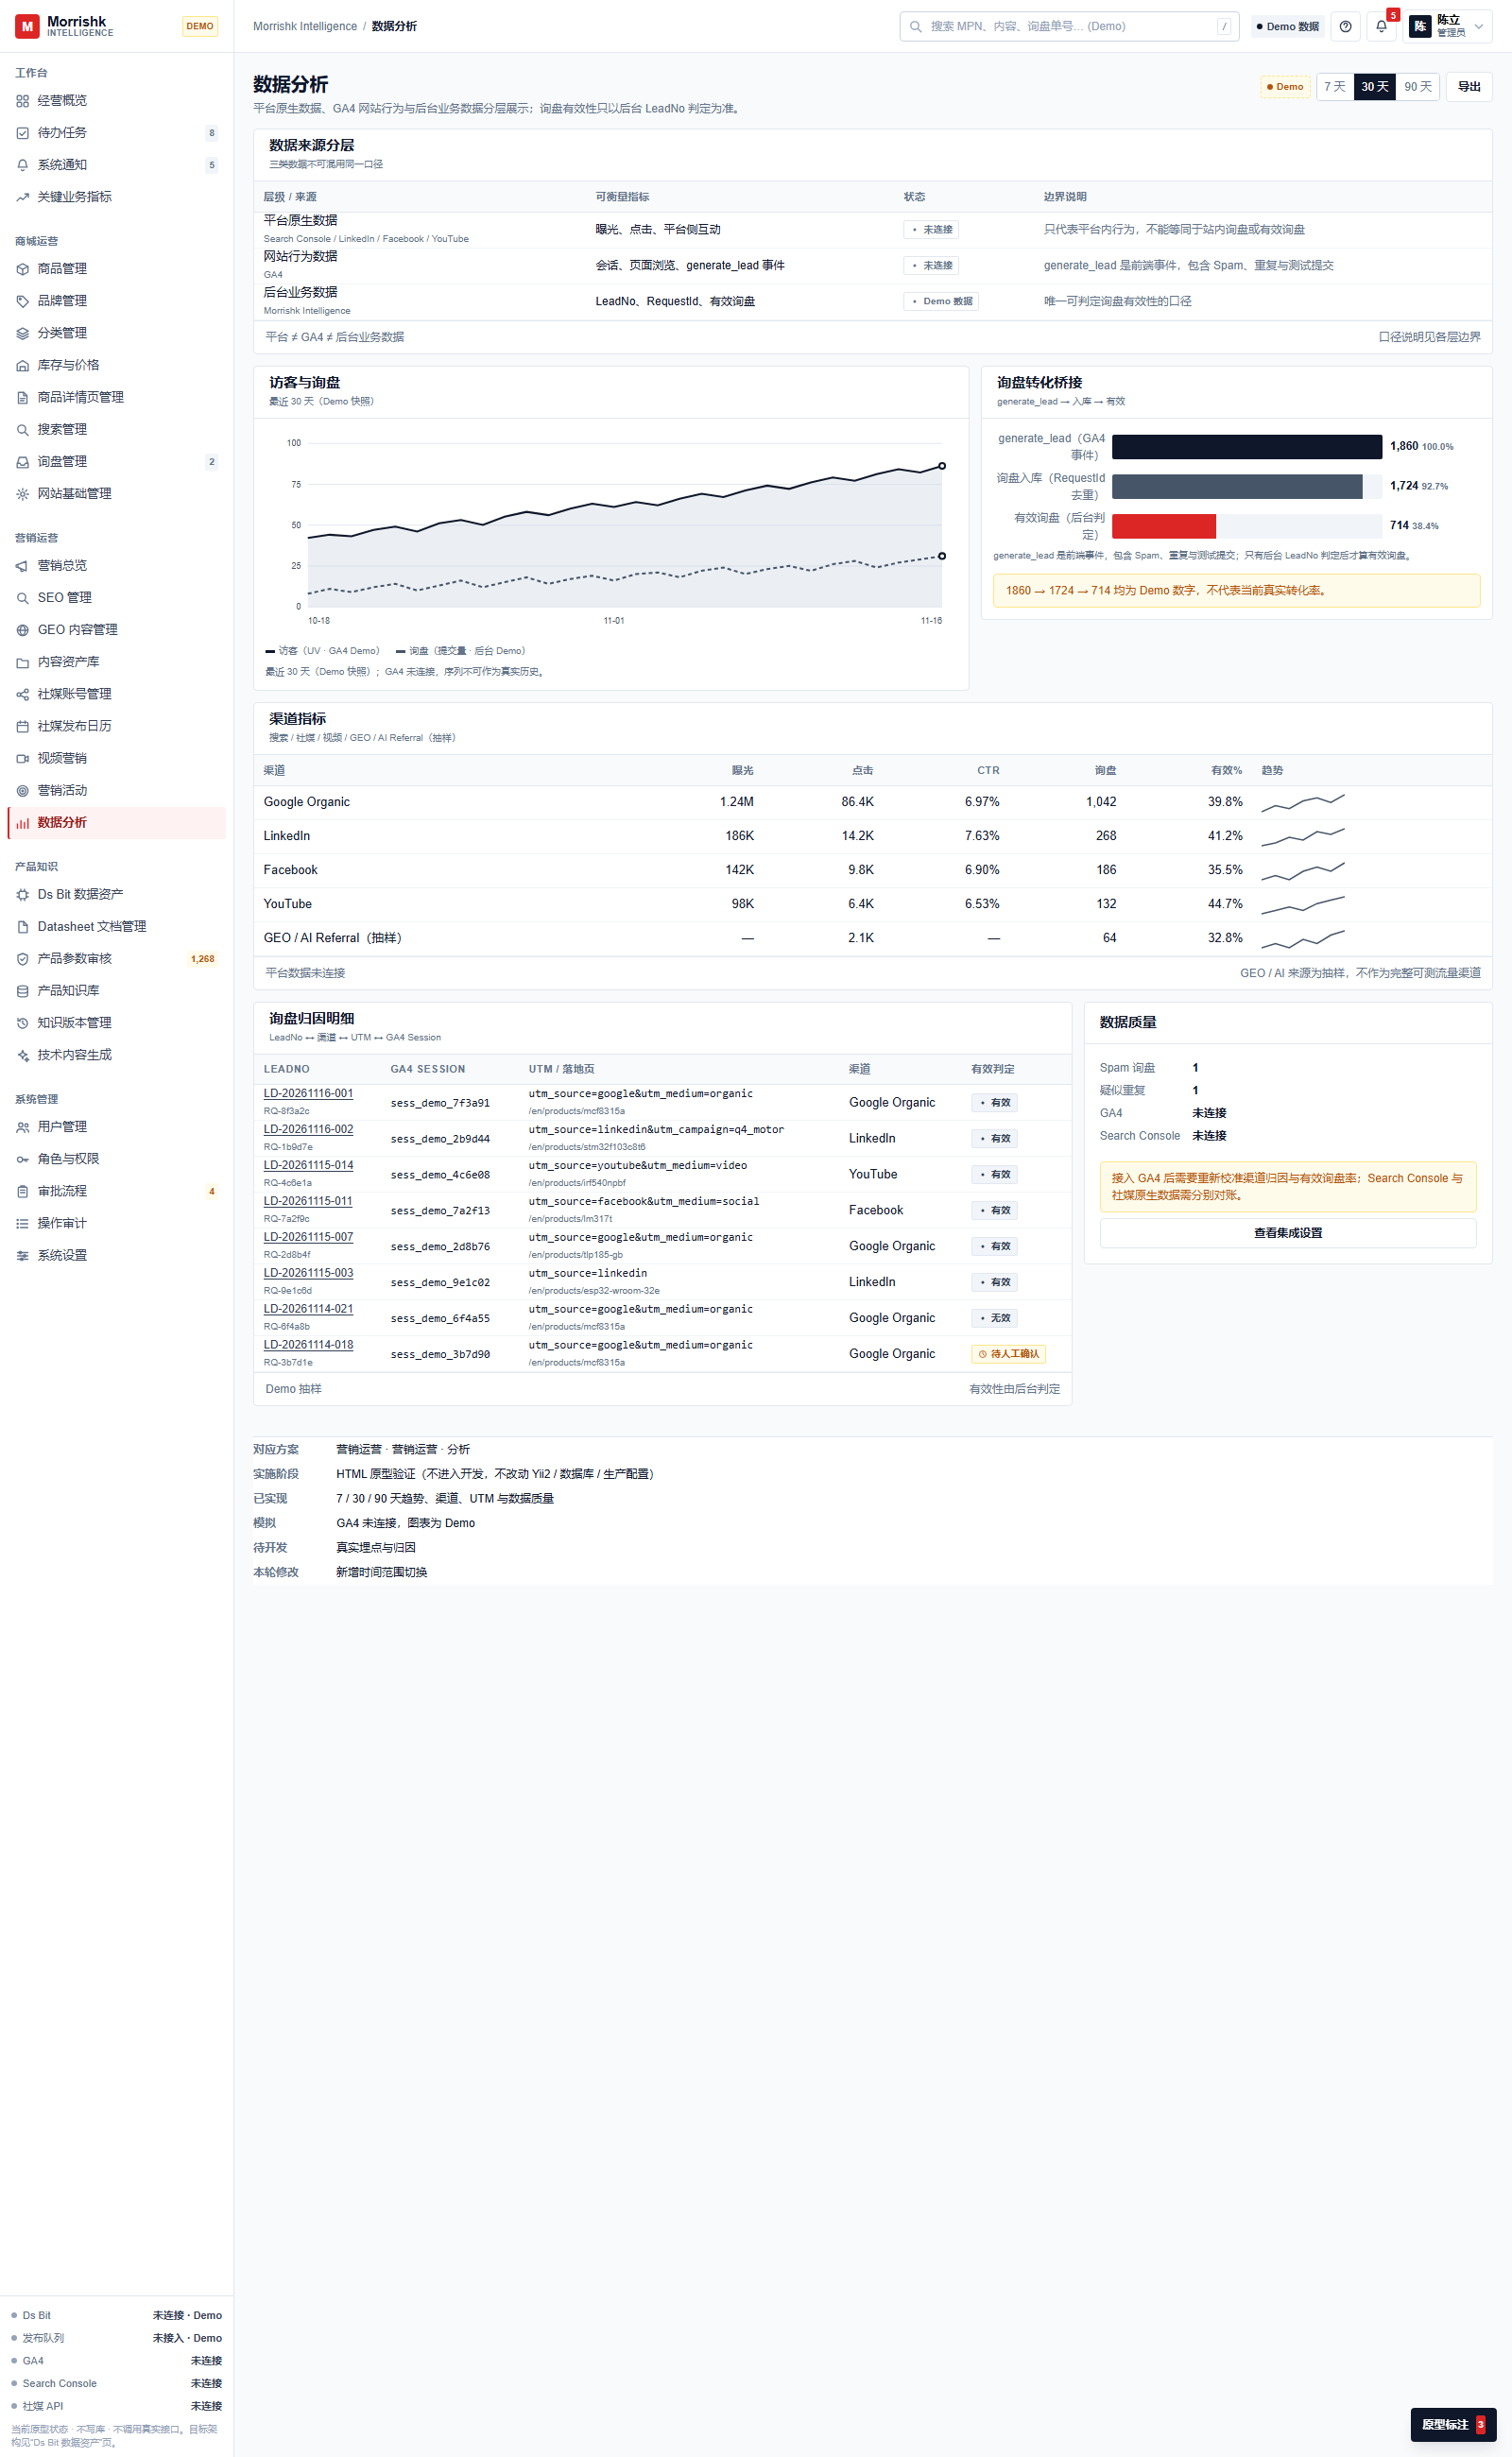 M
Morrishk
INTELLIGENCE
DEMO
工作台
经营概览
待办任务 8
系统通知 5
关键业务指标
商城运营
商品管理
品牌管理
分类管理
库存与价格
商品详情页管理
搜索管理
询盘管理 2
网站基础管理
营销运营
营销总览
SEO 管理
GEO 内容管理
内容资产库
社媒账号管理
社媒发布日历
视频营销
营销活动
数据分析
产品知识
Ds Bit 数据资产
Datasheet 文档管理
产品参数审核 1,268
产品知识库
知识版本管理
技术内容生成
系统管理
用户管理
角色与权限
审批流程 4
操作审计
系统设置
Ds Bit 未连接 · Demo
发布队列 未接入 · Demo
GA4 未连接
Search Console 未连接
社媒 API 未连接
当前原型状态 · 不写库 · 不调用真实接口。目标架
构见"Ds Bit 数据资产"页。
Morrishk Intelligence / 数据分析
搜索 MPN、内容、询盘单号... (Demo) /
Demo 数据
5
陈
陈立
管理员
数据分析
平台原生数据、GA4 网站行为与后台业务数据分层展示；询盘有效性只以后台 LeadNo 判定为准。
Demo 7 天 30 天 90 天 导出
数据来源分层
三类数据不可混用同一口径
层级 / 来源 可衡量指标 状态 边界说明
平台原生数据
Search Console / LinkedIn / Facebook / YouTube
曝光、点击、平台侧互动 未连接 只代表平台内行为，不能等同于站内询盘或有效询盘
网站行为数据
GA4
会话、页面浏览、generate_lead 事件 未连接 generate_lead 是前端事件，包含 Spam、重复与测试提交
后台业务数据
Morrishk Intelligence
LeadNo、RequestId、有效询盘 Demo 数据 唯一可判定询盘有效性的口径
平台 ≠ GA4 ≠ 后台业务数据 口径说明见各层边界
访客与询盘
最近 30 天（Demo 快照）
100
75
50
25
0
10-18 11-01 11-16
访客（UV · GA4 Demo） 询盘（提交量 · 后台 Demo）
最近 30 天（Demo 快照）；GA4 未连接，序列不可作为真实历史。
询盘转化桥接
generate_lead → 入库 → 有效
generate_lead（GA4
事件）
1,860 100.0%
询盘入库（RequestId
去重）
1,724 92.7%
有效询盘（后台判
定）
714 38.4%
generate_lead 是前端事件，包含 Spam、重复与测试提交；只有后台 LeadNo 判定后才算有效询盘。
1860 → 1724 → 714 均为 Demo 数字，不代表当前真实转化率。
渠道指标
搜索 / 社媒 / 视频 / GEO / AI Referral（抽样）
渠道 曝光 点击 CTR 询盘 有效% 趋势
Google Organic 1.24M 86.4K 6.97% 1,042 39.8%
LinkedIn 186K 14.2K 7.63% 268 41.2%
Facebook 142K 9.8K 6.90% 186 35.5%
YouTube 98K 6.4K 6.53% 132 44.7%
GEO / AI Referral（抽样） — 2.1K — 64 32.8%
平台数据未连接 GEO / AI 来源为抽样，不作为完整可测流量渠道
询盘归因明细
LeadNo ↔ 渠道 ↔ UTM ↔ GA4 Session
LEADNO GA4 SESSION UTM / 落地页 渠道 有效判定
LD-20261116-001 utm_source=google&utm_medium=organic
sess_demo_7f3a91 Google Organic 有效
RQ-8f3a2c /en/products/mcf8315a
LD-20261116-002 utm_source=linkedin&utm_campaign=q4_motor
sess_demo_2b9d44 LinkedIn 有效
RQ-1b9d7e /en/products/stm32f103c8t6
LD-20261115-014 utm_source=youtube&utm_medium=video
sess_demo_4c6e08 YouTube 有效
RQ-4c6e1a /en/products/irf540npbf
LD-20261115-011 utm_source=facebook&utm_medium=social
sess_demo_7a2f13 Facebook 有效
RQ-7a2f9c /en/products/lm317t
LD-20261115-007 utm_source=google&utm_medium=organic
sess_demo_2d8b76 Google Organic 有效
RQ-2d8b4f /en/products/tlp185-gb
LD-20261115-003 utm_source=linkedin
sess_demo_9e1c02 LinkedIn 有效
RQ-9e1c6d /en/products/esp32-wroom-32e
LD-20261114-021 utm_source=google&utm_medium=organic
sess_demo_6f4a55 Google Organic 无效
RQ-6f4a8b /en/products/mcf8315a
LD-20261114-018 utm_source=google&utm_medium=organic
sess_demo_3b7d90 Google Organic 待人工确认
RQ-3b7d1e /en/products/mcf8315a
Demo 抽样 有效性由后台判定
数据质量
Spam 询盘 1
疑似重复 1
GA4 未连接
Search Console 未连接
接入 GA4 后需要重新校准渠道归因与有效询盘率；Search Console 与
社媒原生数据需分别对账。
查看集成设置
对应方案 营销运营 · 营销运营 · 分析
实施阶段 HTML 原型验证（不进入开发，不改动 Yii2 / 数据库 / 生产配置）
已实现 7 / 30 / 90 天趋势、渠道、UTM 与数据质量
模拟 GA4 未连接，图表为 Demo
待开发 真实埋点与归因
本轮修改 新增时间范围切换
原型标注 3